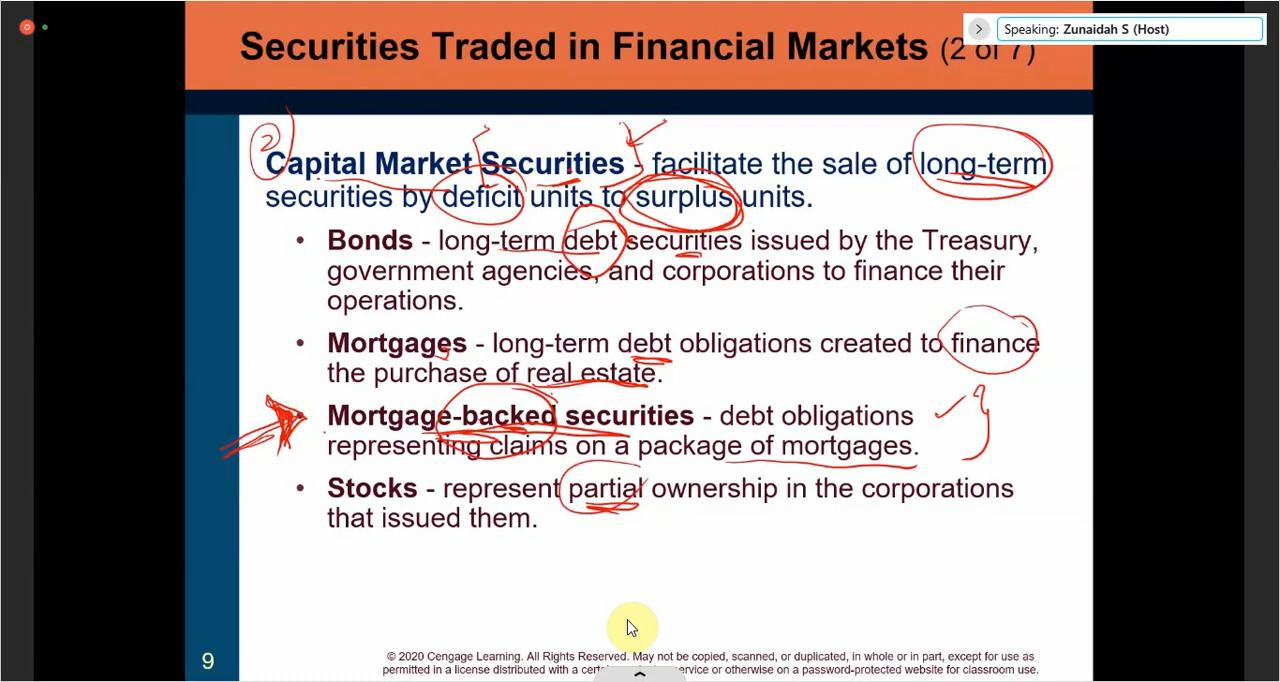 Speaking: Zunaidah S (Host)
Securities Traded in Financial Markets (2 of 7)
2
Capital Market Securities - facilitate the sale of long-term
securities by deficit units to surplus units.
• Bonds - long-term debt securities issued by the Treasury,
government agencies, and corporations to finance their
operations.
• Mortgages - long-term debt obligations created to finance
the purchase of real estate.
• Mortgage-backed securities - debt obligations
representing claims on a package of mortgages.
• Stocks - represent partial ownership in the corporations
that issued them.
9
© 2020 Cengage Learning. All Rights Reserved. May not be copied, scanned, or duplicated, in whole or in part, except for use as
permitted in a license distributed with a service or otherwise on a password-protected website for classroom use.